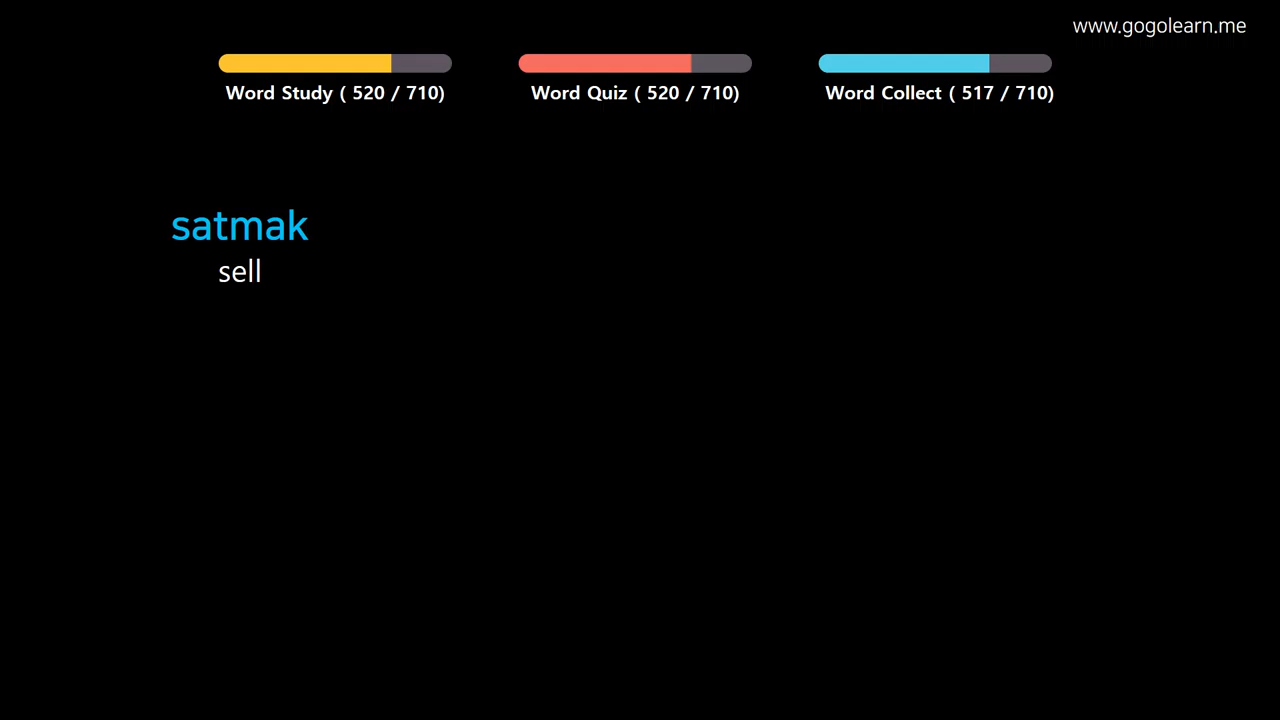 www.gogolearn.me
Word Study ( 520 / 710)
Word Quiz ( 520 / 710)
Word Collect ( 517 / 710)
satmak
sell